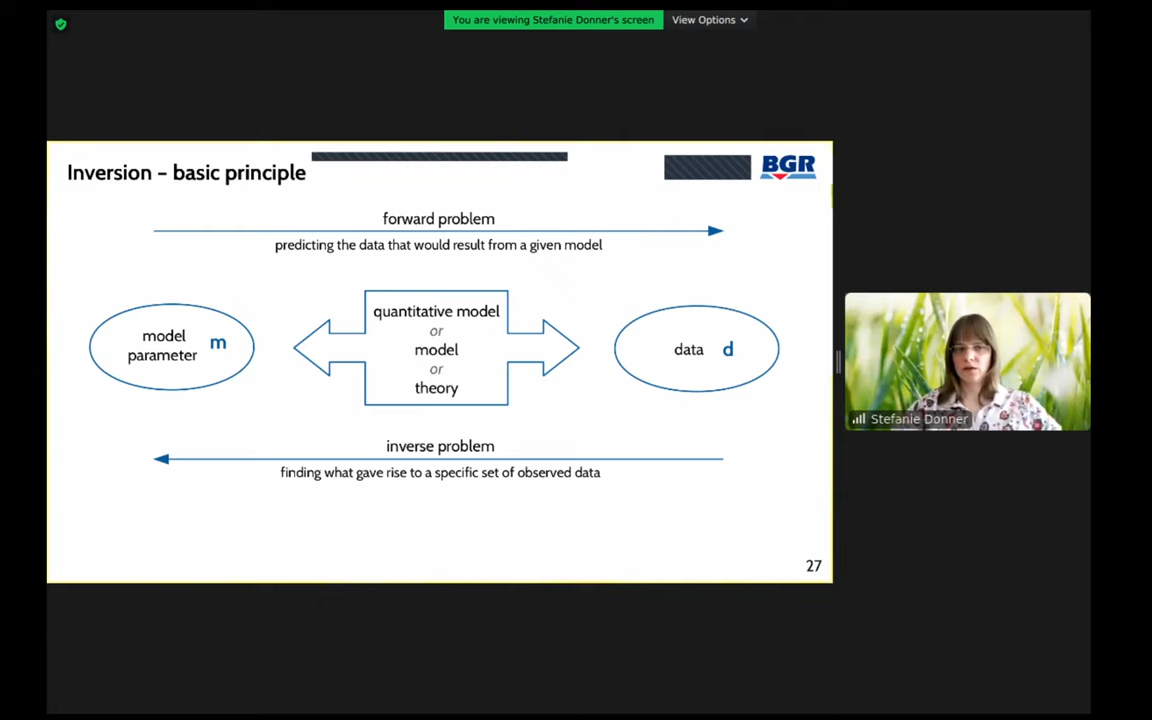 You are viewing Stefanie Donner's screen
View Options
Inversion – basic principle
BGR
forward problem
predicting the data that would result from a given model
quantitative model
or
model
or
theory
model
parameter m
data d
inverse problem
finding what gave rise to a specific set of observed data
27
Stefanie Donner